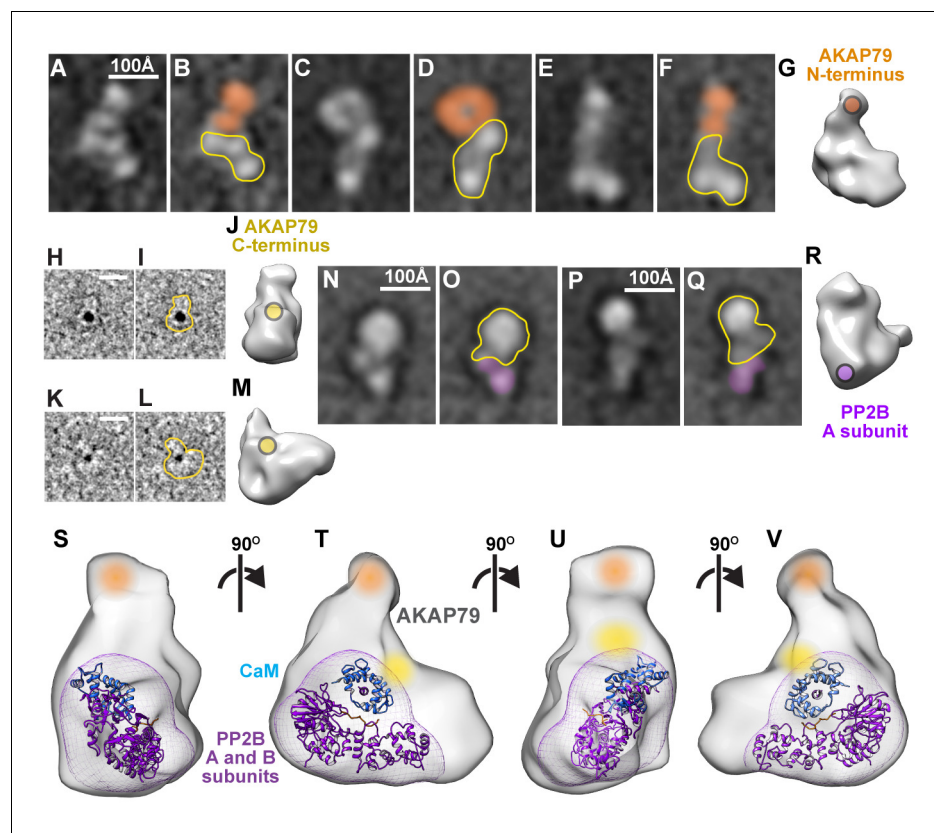 A
100Å
B
C
D
E
F
G
AKAP79
N-terminus
J
AKAP79
C-terminus
H
I
N
100Å
O
P
100Å
Q
R
K
L
M
PP2B
A subunit
S
90°
T
90°
U
90°
V
AKAP79
CaM
PP2B
A and B
subunits